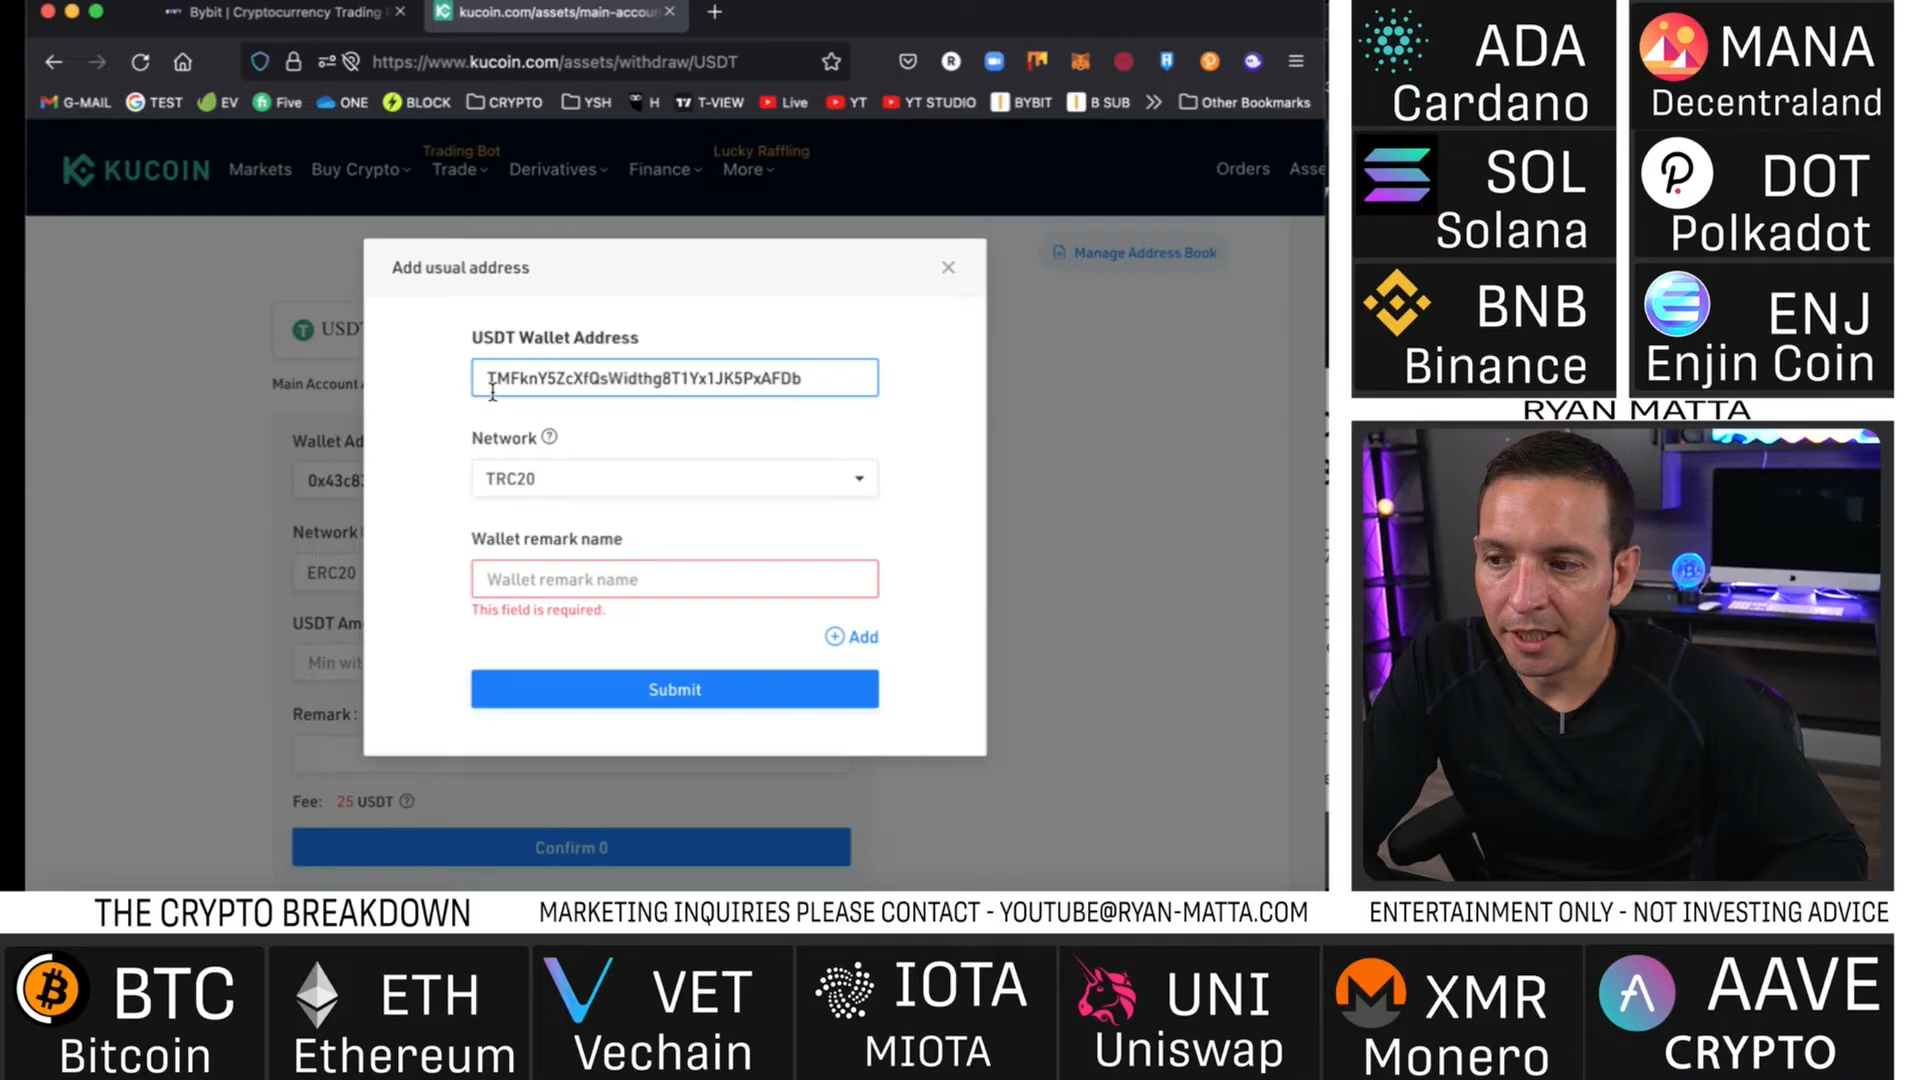 Bybit | Cryptocurrency Trading
kucoin.com/assets/main-accoun
https://www.kucoin.com/assets/withdraw/USDT
G-MAIL
TEST
EV
Five
ONE
BLOCK
CRYPTO
YSH
H
T-VIEW
Live
YT
YT STUDIO
BYBIT
B SUB
Other Bookmarks
KUCOIN
Markets
Buy Crypto
Trading Bot
Trade
Derivatives
Finance
Lucky Raffling
More
Orders
Asse
Manage Address Book
USDT
Main Account
Wallet Ad
0x43c83
Network
ERC20
USDT Am
Min wit
Remark :
Fee: 25 USDT
Confirm 0
Add usual address
USDT Wallet Address
TMFknY5ZcXfQsWidthg8T1Yx1JK5PxAFDb
Network
TRC20
Wallet remark name
Wallet remark name
This field is required.
Add
Submit
ADA
Cardano
MANA
Decentraland
SOL
Solana
DOT
Polkadot
BNB
Binance
ENJ
Enjin Coin
RYAN MATTA
THE CRYPTO BREAKDOWN
MARKETING INQUIRIES PLEASE CONTACT - YOUTUBE@RYAN-MATTA.COM
ENTERTAINMENT ONLY - NOT INVESTING ADVICE
BTC
Bitcoin
ETH
Ethereum
VET
Vechain
IOTA
MIOTA
UNI
Uniswap
XMR
Monero
AAVE
CRYPTO